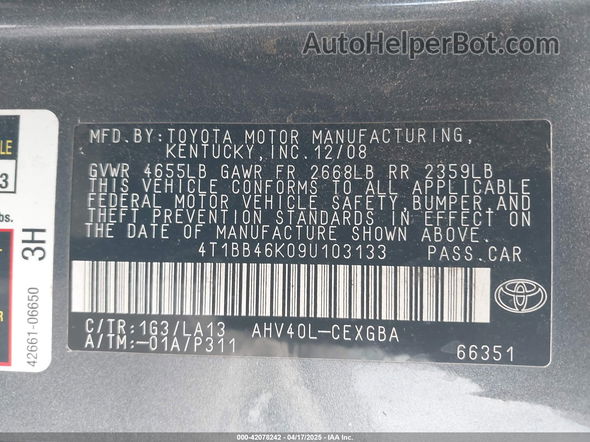 AutoHelperBot.com
MFD.BY:TOYOTA MOTOR MANUFACTURING,
KENTUCKY,INC.12/08
GVWR 4655LB GAWR FR 2668LB RR 2359LB
THIS VEHICLE CONFORMS TO ALL APPLICABLE
FEDERAL MOTOR VEHICLE SAFETY,BUMPER,AND
THEFT PREVENTION STANDARDS IN EFFECT ON
THE DATE OF MANUFACTURE SHOWN ABOVE.
4T1BB46K09U103133 PASS.CAR
C/TR:1G3/LA13 AHV40L-CEXGBA
A/TM:-01A/P311 66351
TOYOTA
3
bs.
3H
42661-06650
000-42078242 - 04/17/2025 - IAA Inc.